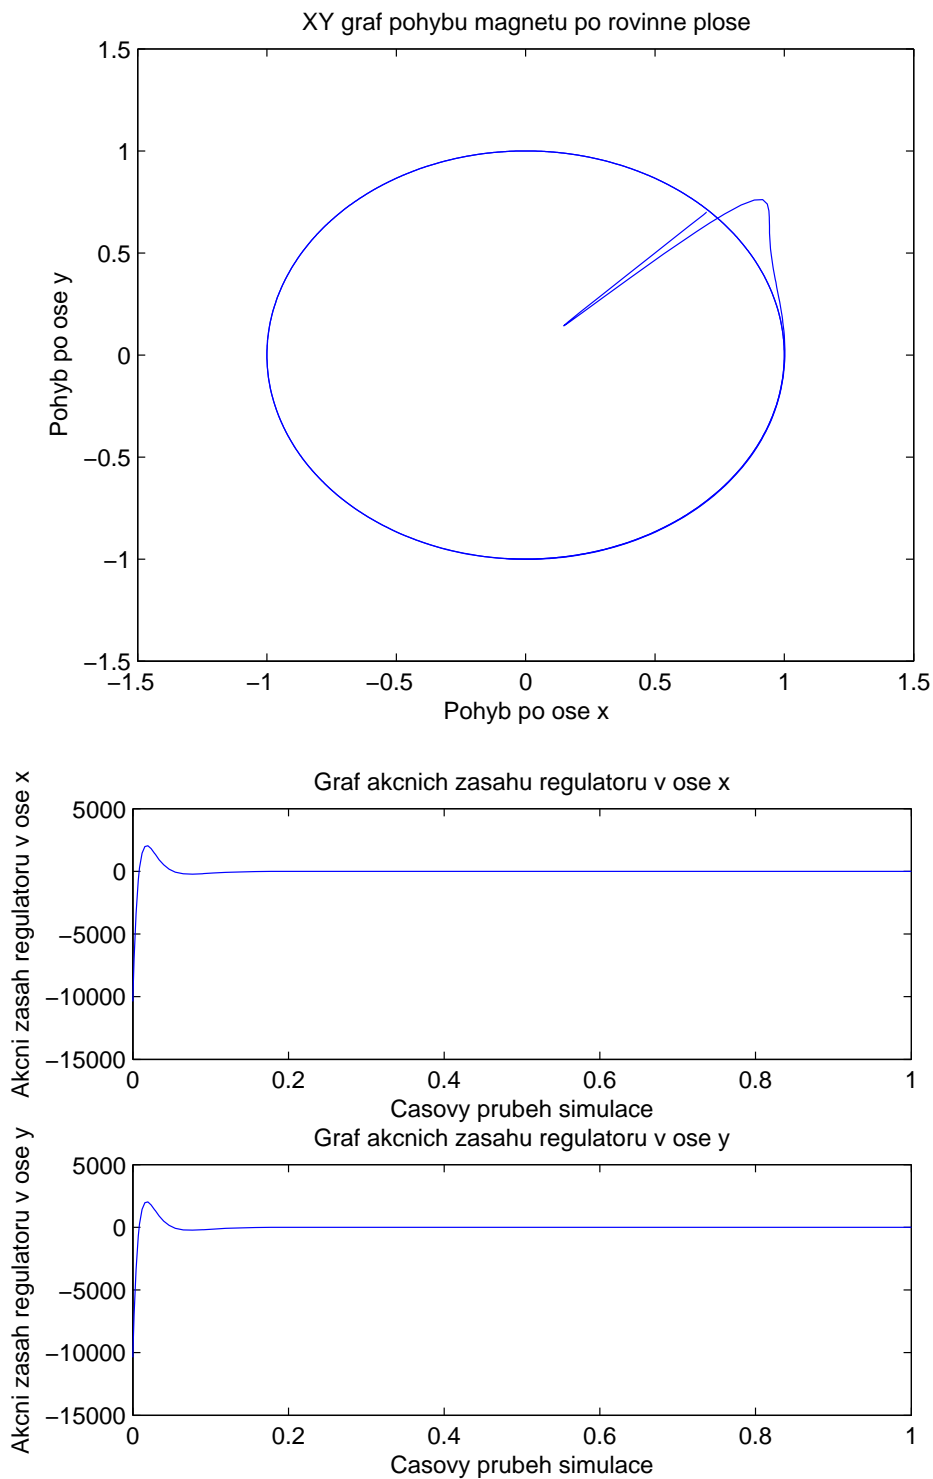 XY graf pohybu magnetu po rovinne plose
1.5
1
0.5
0
−0.5
−1
−1.5
Pohyb po ose y
−1.5 −1 −0.5 0 0.5 1 1.5
Pohyb po ose x
Graf akcnich zasahu regulatoru v ose x
5000
0
−5000
−10000
−15000
Akcni zasah regulatoru v ose x
0 0.2 0.4 0.6 0.8 1
Casovy prubeh simulace
Graf akcnich zasahu regulatoru v ose y
5000
0
−5000
−10000
−15000
Akcni zasah regulatoru v ose y
0 0.2 0.4 0.6 0.8 1
Casovy prubeh simulace